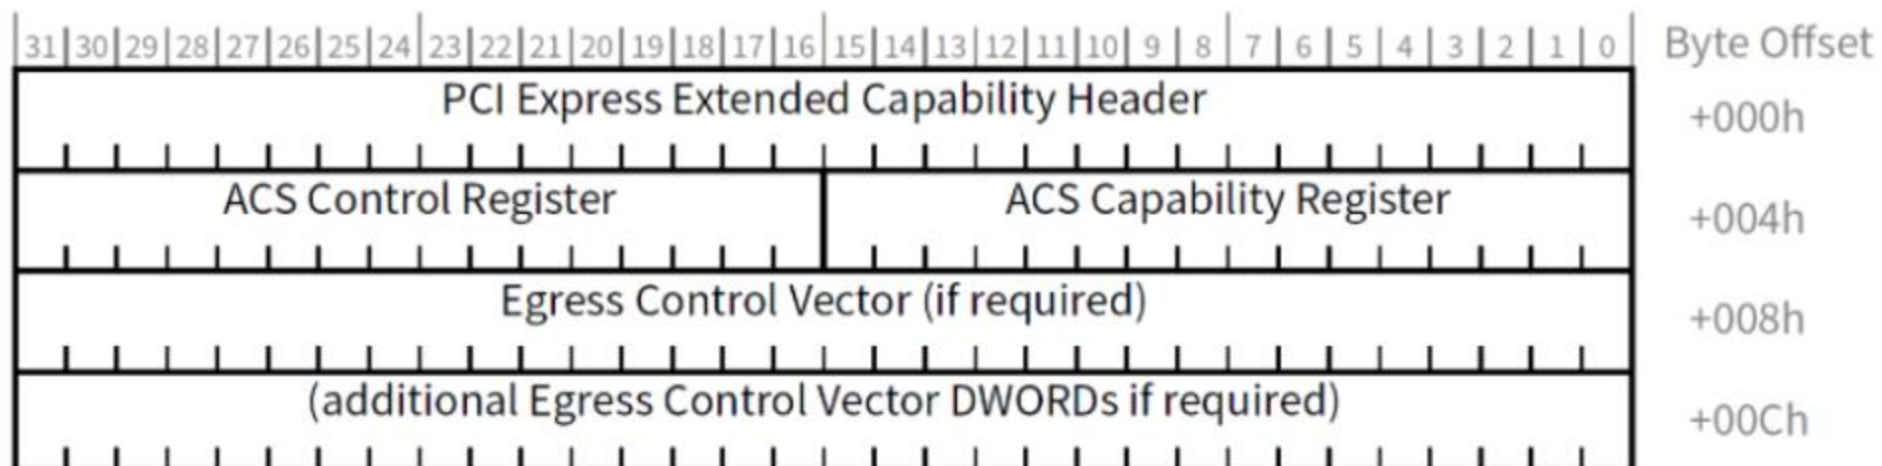 31 30 29 28 27 26 25 24 23 22 21 20 19 18 17 16 15 14 13 12 11 10 9 8 7 6 5 4 3 2 1 0 Byte Offset
PCI Express Extended Capability Header +000h
ACS Control Register ACS Capability Register +004h
Egress Control Vector (if required) +008h
(additional Egress Control Vector DWORDs if required) +00Ch